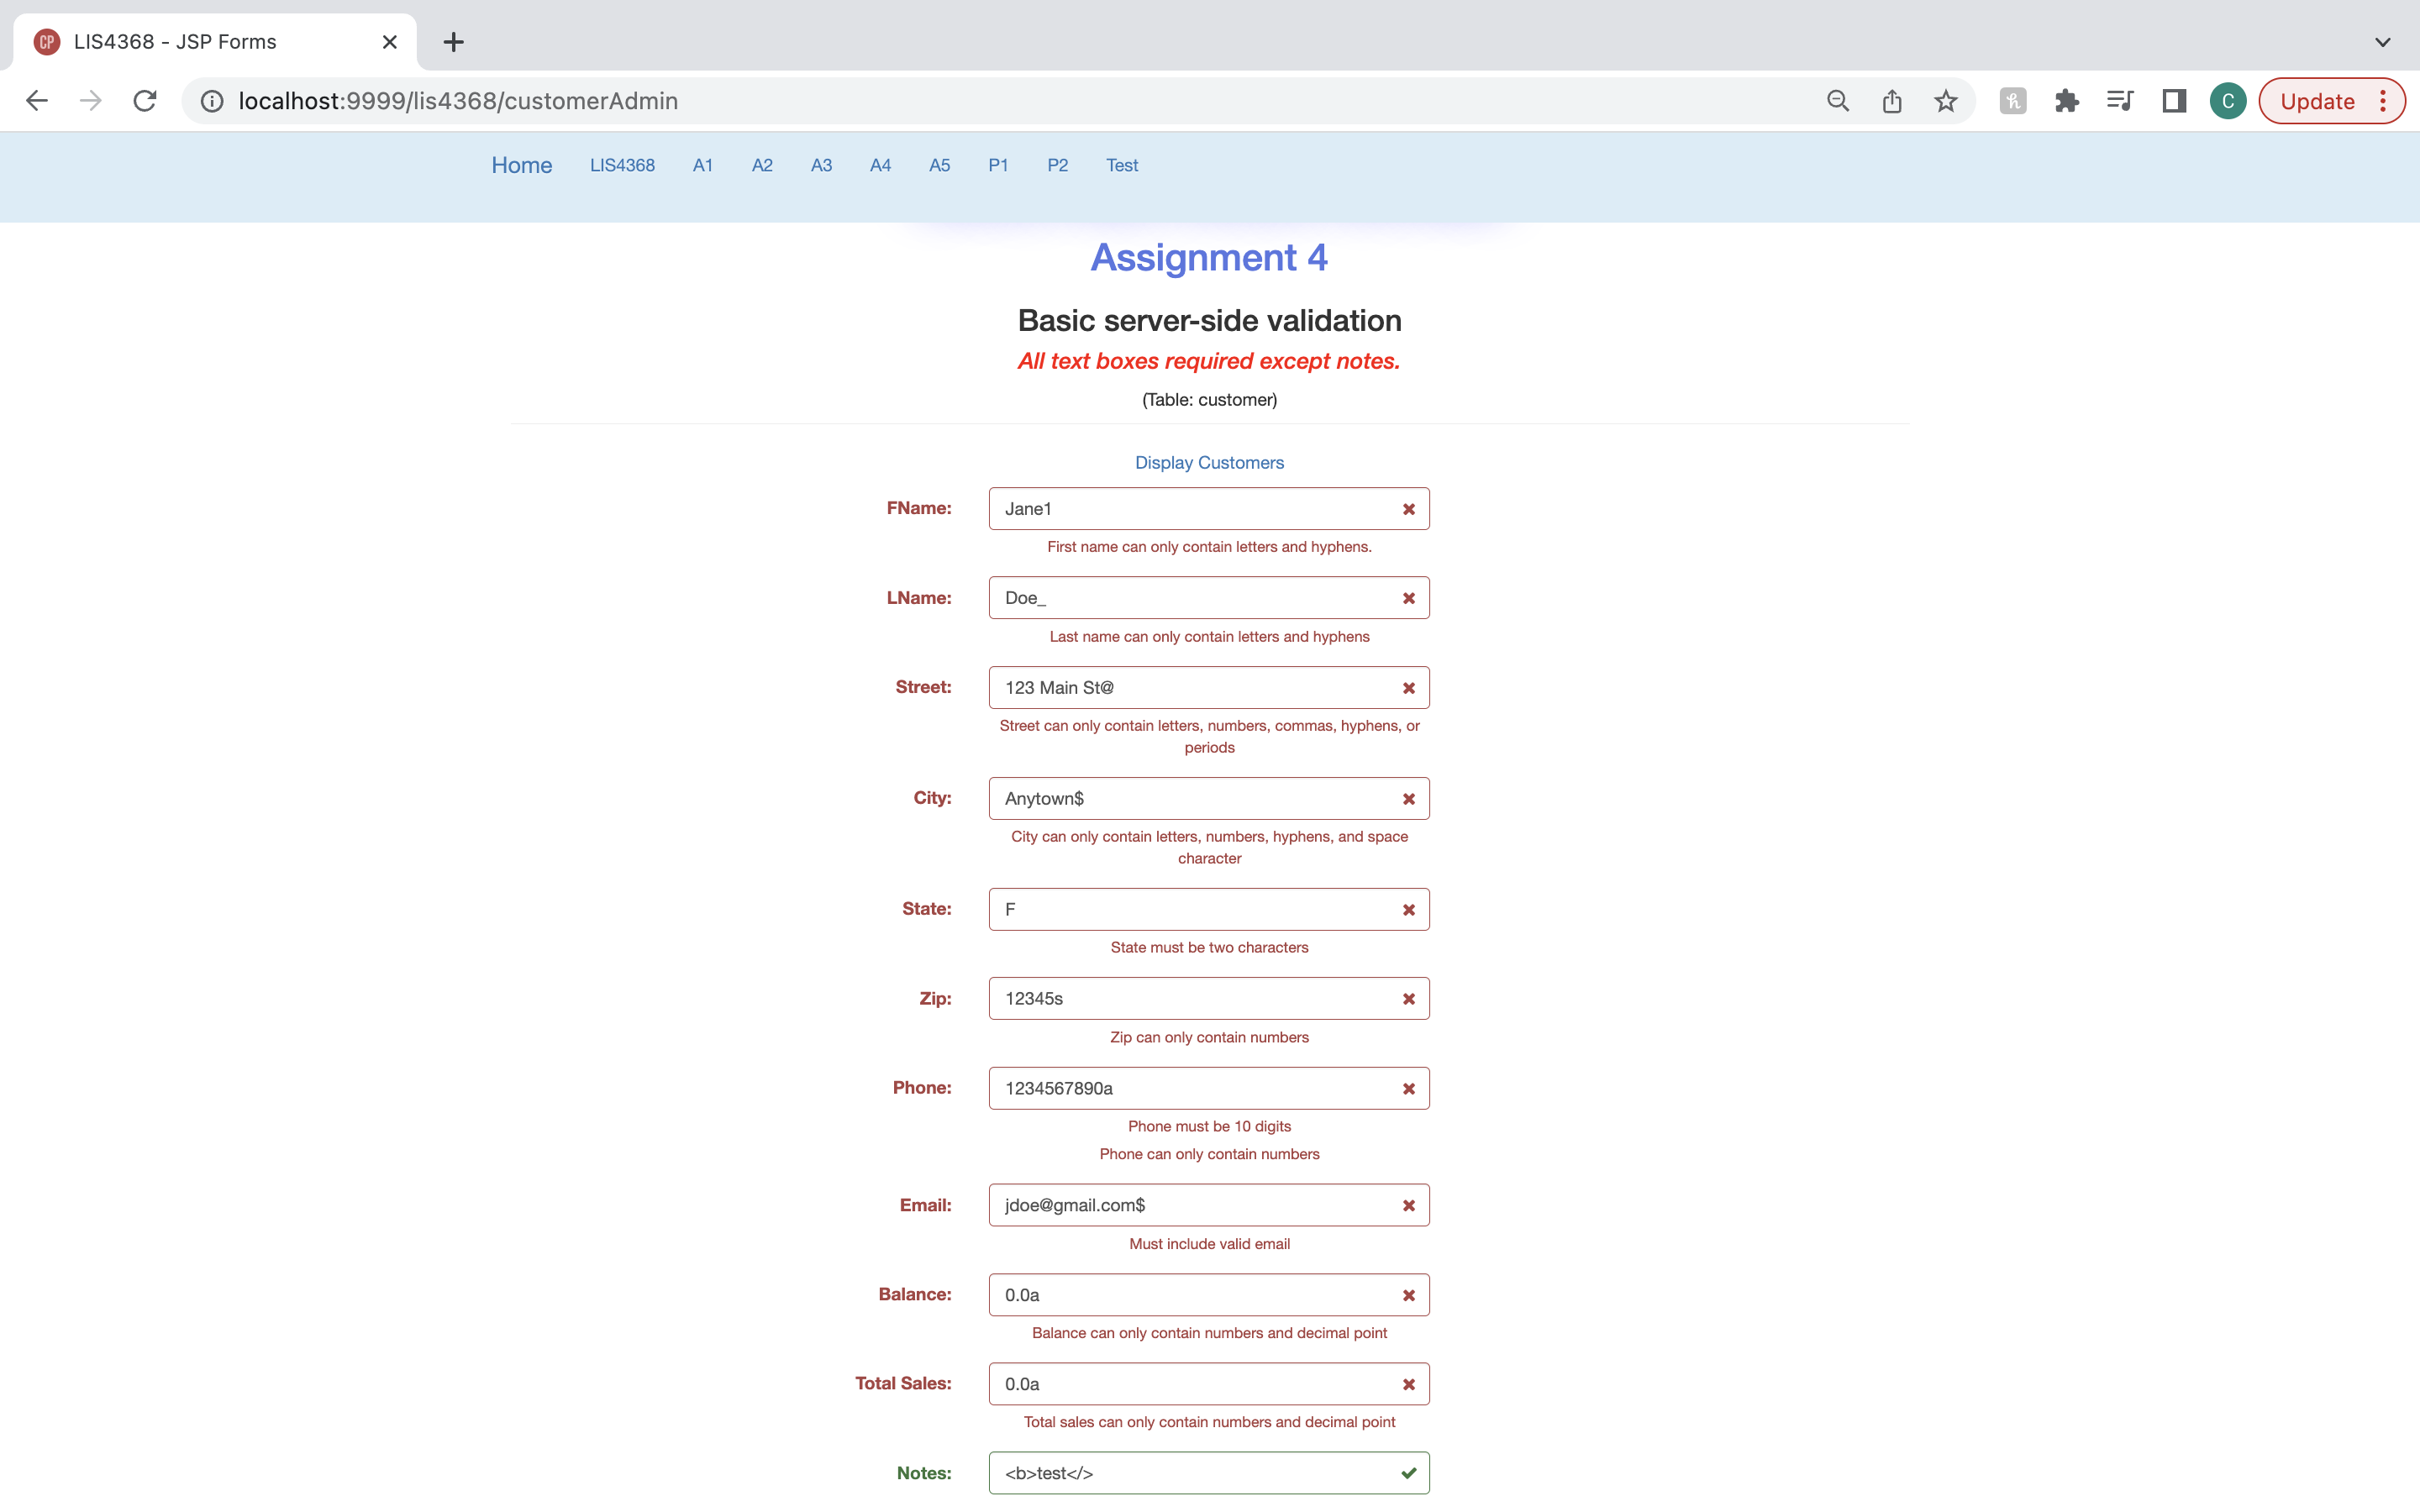 CP LIS4368 - JSP Forms
localhost:9999/lis4368/customerAdmin
C
Update
Home LIS4368 A1 A2 A3 A4 A5 P1 P2 Test
Assignment 4
Basic server-side validation
All text boxes required except notes.
(Table: customer)
Display Customers
FName: Jane1
First name can only contain letters and hyphens.
LName: Doe_
Last name can only contain letters and hyphens
Street: 123 Main St@
Street can only contain letters, numbers, commas, hyphens, or
periods
City: Anytown$
City can only contain letters, numbers, hyphens, and space
character
State: F
State must be two characters
Zip: 12345s
Zip can only contain numbers
Phone: 1234567890a
Phone must be 10 digits
Phone can only contain numbers
Email: jdoe@gmail.com$
Must include valid email
Balance: 0.0a
Balance can only contain numbers and decimal point
Total Sales: 0.0a
Total sales can only contain numbers and decimal point
Notes: <b>test</>